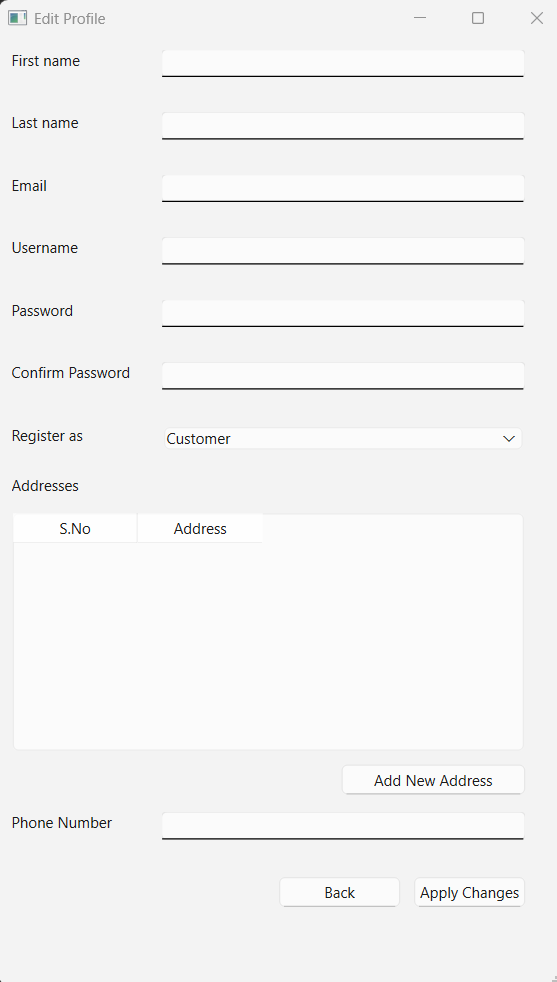 Edit Profile
First name
Last name
Email
Username
Password
Confirm Password
Register as Customer
Addresses
S.No Address
Add New Address
Phone Number
Back Apply Changes